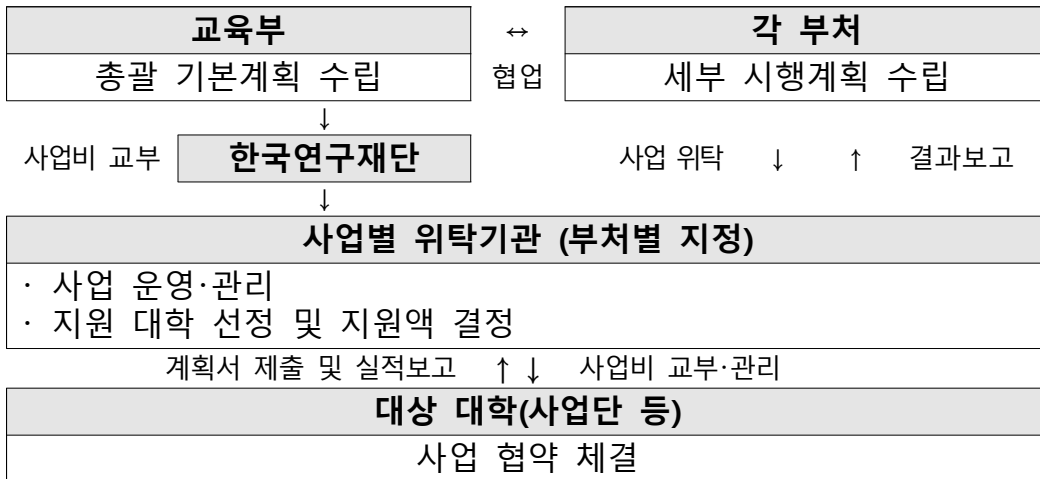 교육부 ↔ 각 부처
총괄 기본계획 수립 협업 세부 시행계획 수립
↓
사업비 교부 한국연구재단 사업 위탁 ↓ ↑ 결과보고
↓
사업별 위탁기관 (부처별 지정)
· 사업 운영·관리
· 지원 대학 선정 및 지원액 결정
계획서 제출 및 실적보고 ↑ ↓ 사업비 교부·관리
대상 대학(사업단 등)
사업 협약 체결